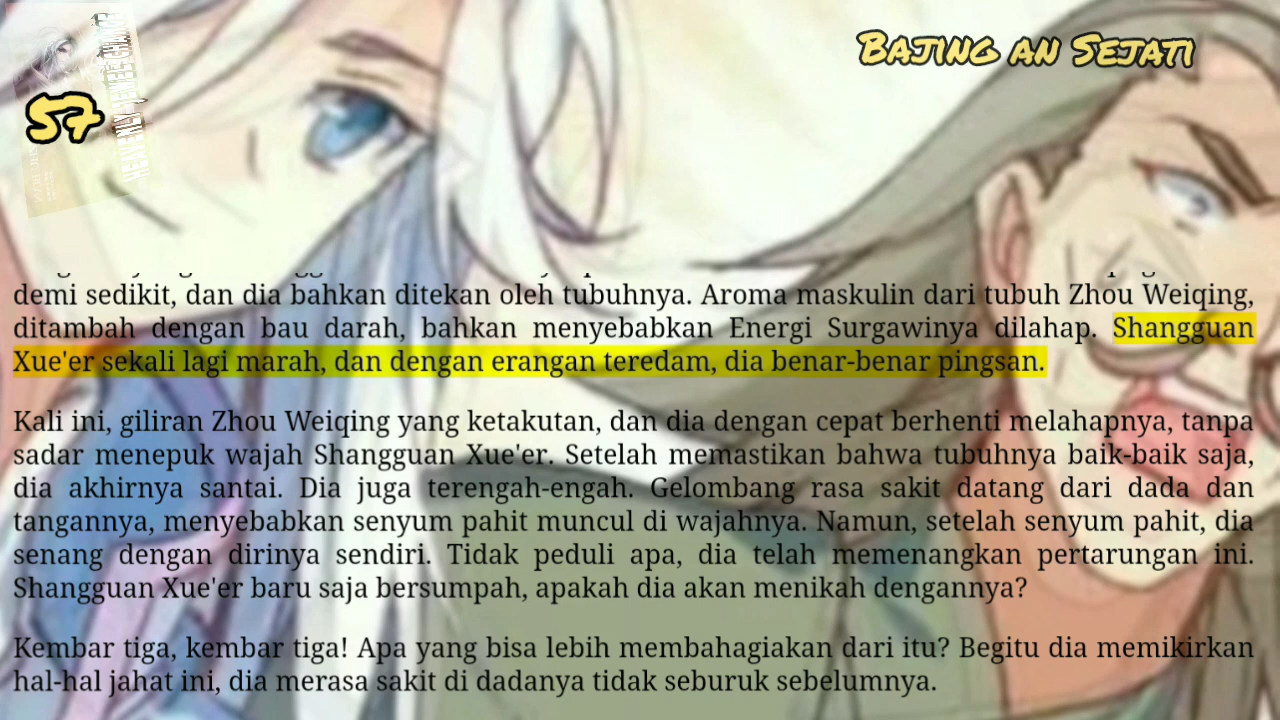 BAJING AN SEJATI
57
HEAVENLY JEWEL CHANGE
demi sedikit, dan dia bahkan ditekan oleh tubuhnya. Aroma maskulin dari tubuh Zhou Weiqing,
ditambah dengan bau darah, bahkan menyebabkan Energi Surgawinya dilahap. Shangguan
Xue'er sekali lagi marah, dan dengan erangan teredam, dia benar-benar pingsan.
Kali ini, giliran Zhou Weiqing yang ketakutan, dan dia dengan cepat berhenti melahapnya, tanpa
sadar menepuk wajah Shangguan Xue'er. Setelah memastikan bahwa tubuhnya baik-baik saja,
dia akhirnya santai. Dia juga terengah-engah. Gelombang rasa sakit datang dari dada dan
tangannya, menyebabkan senyum pahit muncul di wajahnya. Namun, setelah senyum pahit, dia
senang dengan dirinya sendiri. Tidak peduli apa, dia telah memenangkan pertarungan ini.
Shangguan Xue'er baru saja bersumpah, apakah dia akan menikah dengannya?
Kembar tiga, kembar tiga! Apa yang bisa lebih membahagiakan dari itu? Begitu dia memikirkan
hal-hal jahat ini, dia merasa sakit di dadanya tidak seburuk sebelumnya.